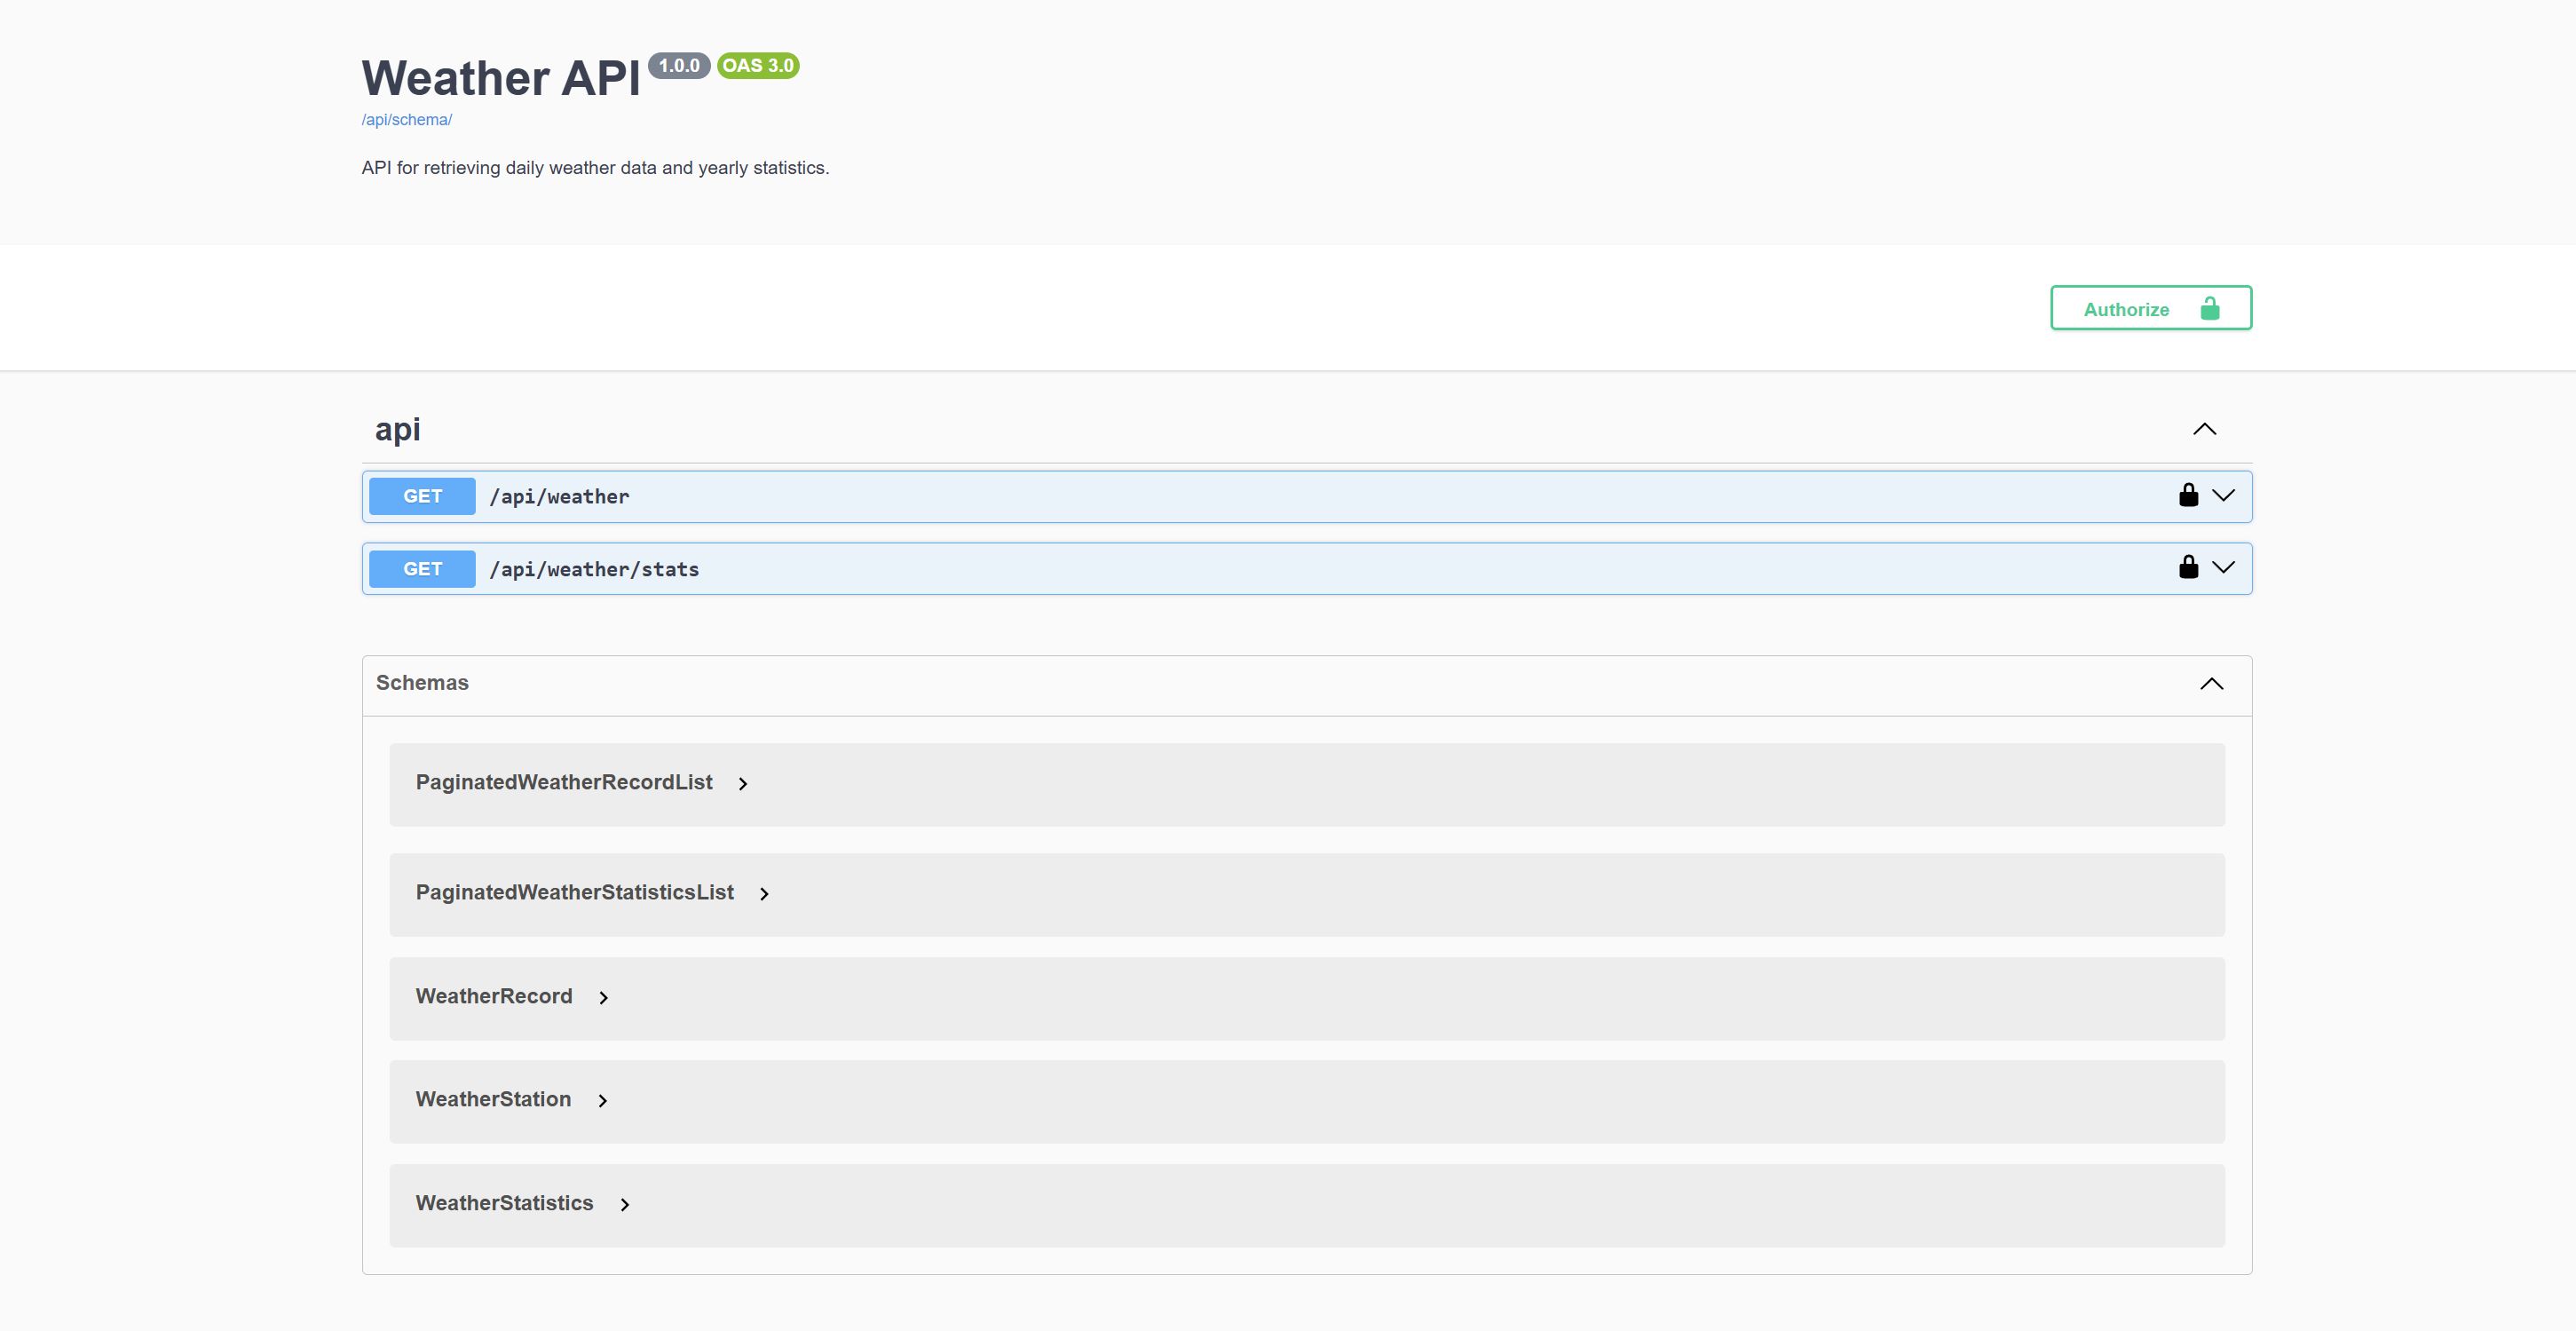 Weather API 1.0.0 OAS 3.0
/api/schema/
API for retrieving daily weather data and yearly statistics.
Authorize
api
GET /api/weather
GET /api/weather/stats
Schemas
PaginatedWeatherRecordList
PaginatedWeatherStatisticsList
WeatherRecord
WeatherStation
WeatherStatistics